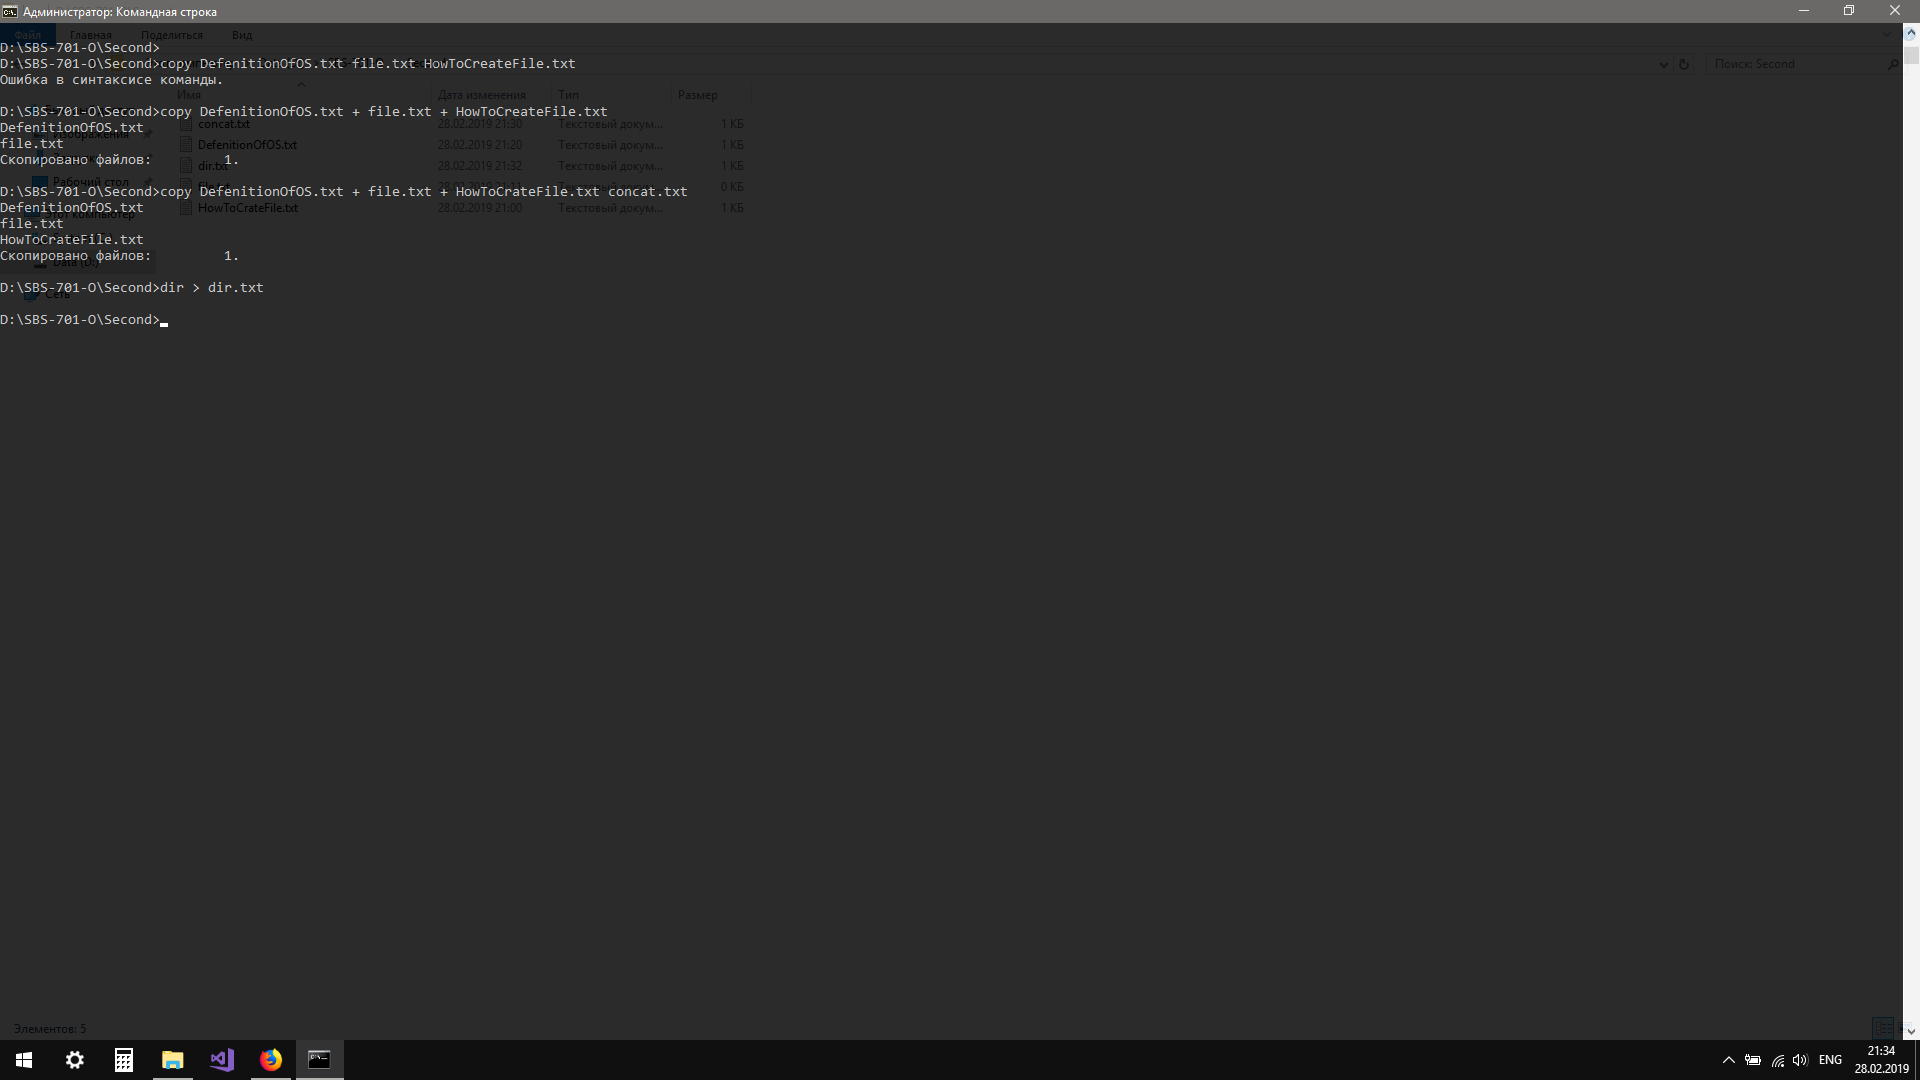 Администратор: Командная строка
Файл Главная Поделиться Вид
D:\SBS-701-O\Second>
D:\SBS-701-O\Second>copy DefenitionOfOS.txt file.txt HowToCreateFile.txt
Поиск: Second
Ошибка в синтаксисе команды.
Имя Дата изменения Тип Размер
D:\SBS-701-O\Second>copy DefenitionOfOS.txt + file.txt + HowToCreateFile.txt
concat.txt 28.02.2019 21:30 Текстовый докум... 1 КБ
DefenitionOfOS.txt
Изображения
file.txt
DefenitionOfOS.txt 28.02.2019 21:20 Текстовый докум... 1 КБ
Скопировано файлов: 1.
dir.txt 28.02.2019 21:32 Текстовый докум... 1 КБ
Рабочий стол
0 КБ
D:\SBS-701-O\Second>copy DefenitionOfOS.txt + file.txt + HowToCrateFile.txt concat.txt
DefenitionOfOS.txt
HowToCrateFile.txt 28.02.2019 21:00 Текстовый докум... 1 КБ
Этот компьютер
file.txt
HowToCrateFile.txt
Скопировано файлов: 1.
Data (D:)
D:\SBS-701-O\Second>dir > dir.txt
Сеть
D:\SBS-701-O\Second>
Элементов: 5
ENG
21:34
28.02.2019